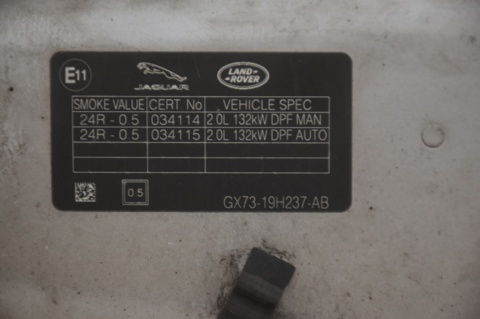 E11
JAGUAR
LAND-
-ROVER
SMOKE VALUE CERT No VEHICLE SPEC
24R - 0.5 034114 2.0L 132kW DPF MAN
24R - 0.5 034115 2.0L 132kW DPF AUTO
0.5
GX73-19H237-AB